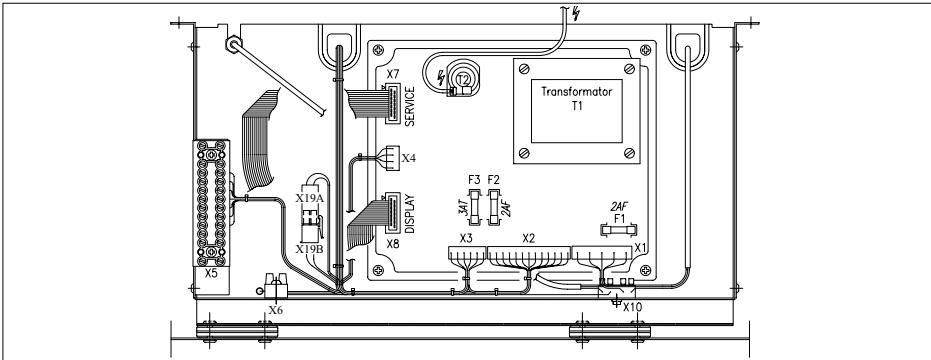 X7
SERVICE
T2
Transformator
T1
X4
X19A
X19B
DISPLAY
X8
F3
F2
3AT
2AF
2AF
F1
X3
X2
X1
X5
X6
X10